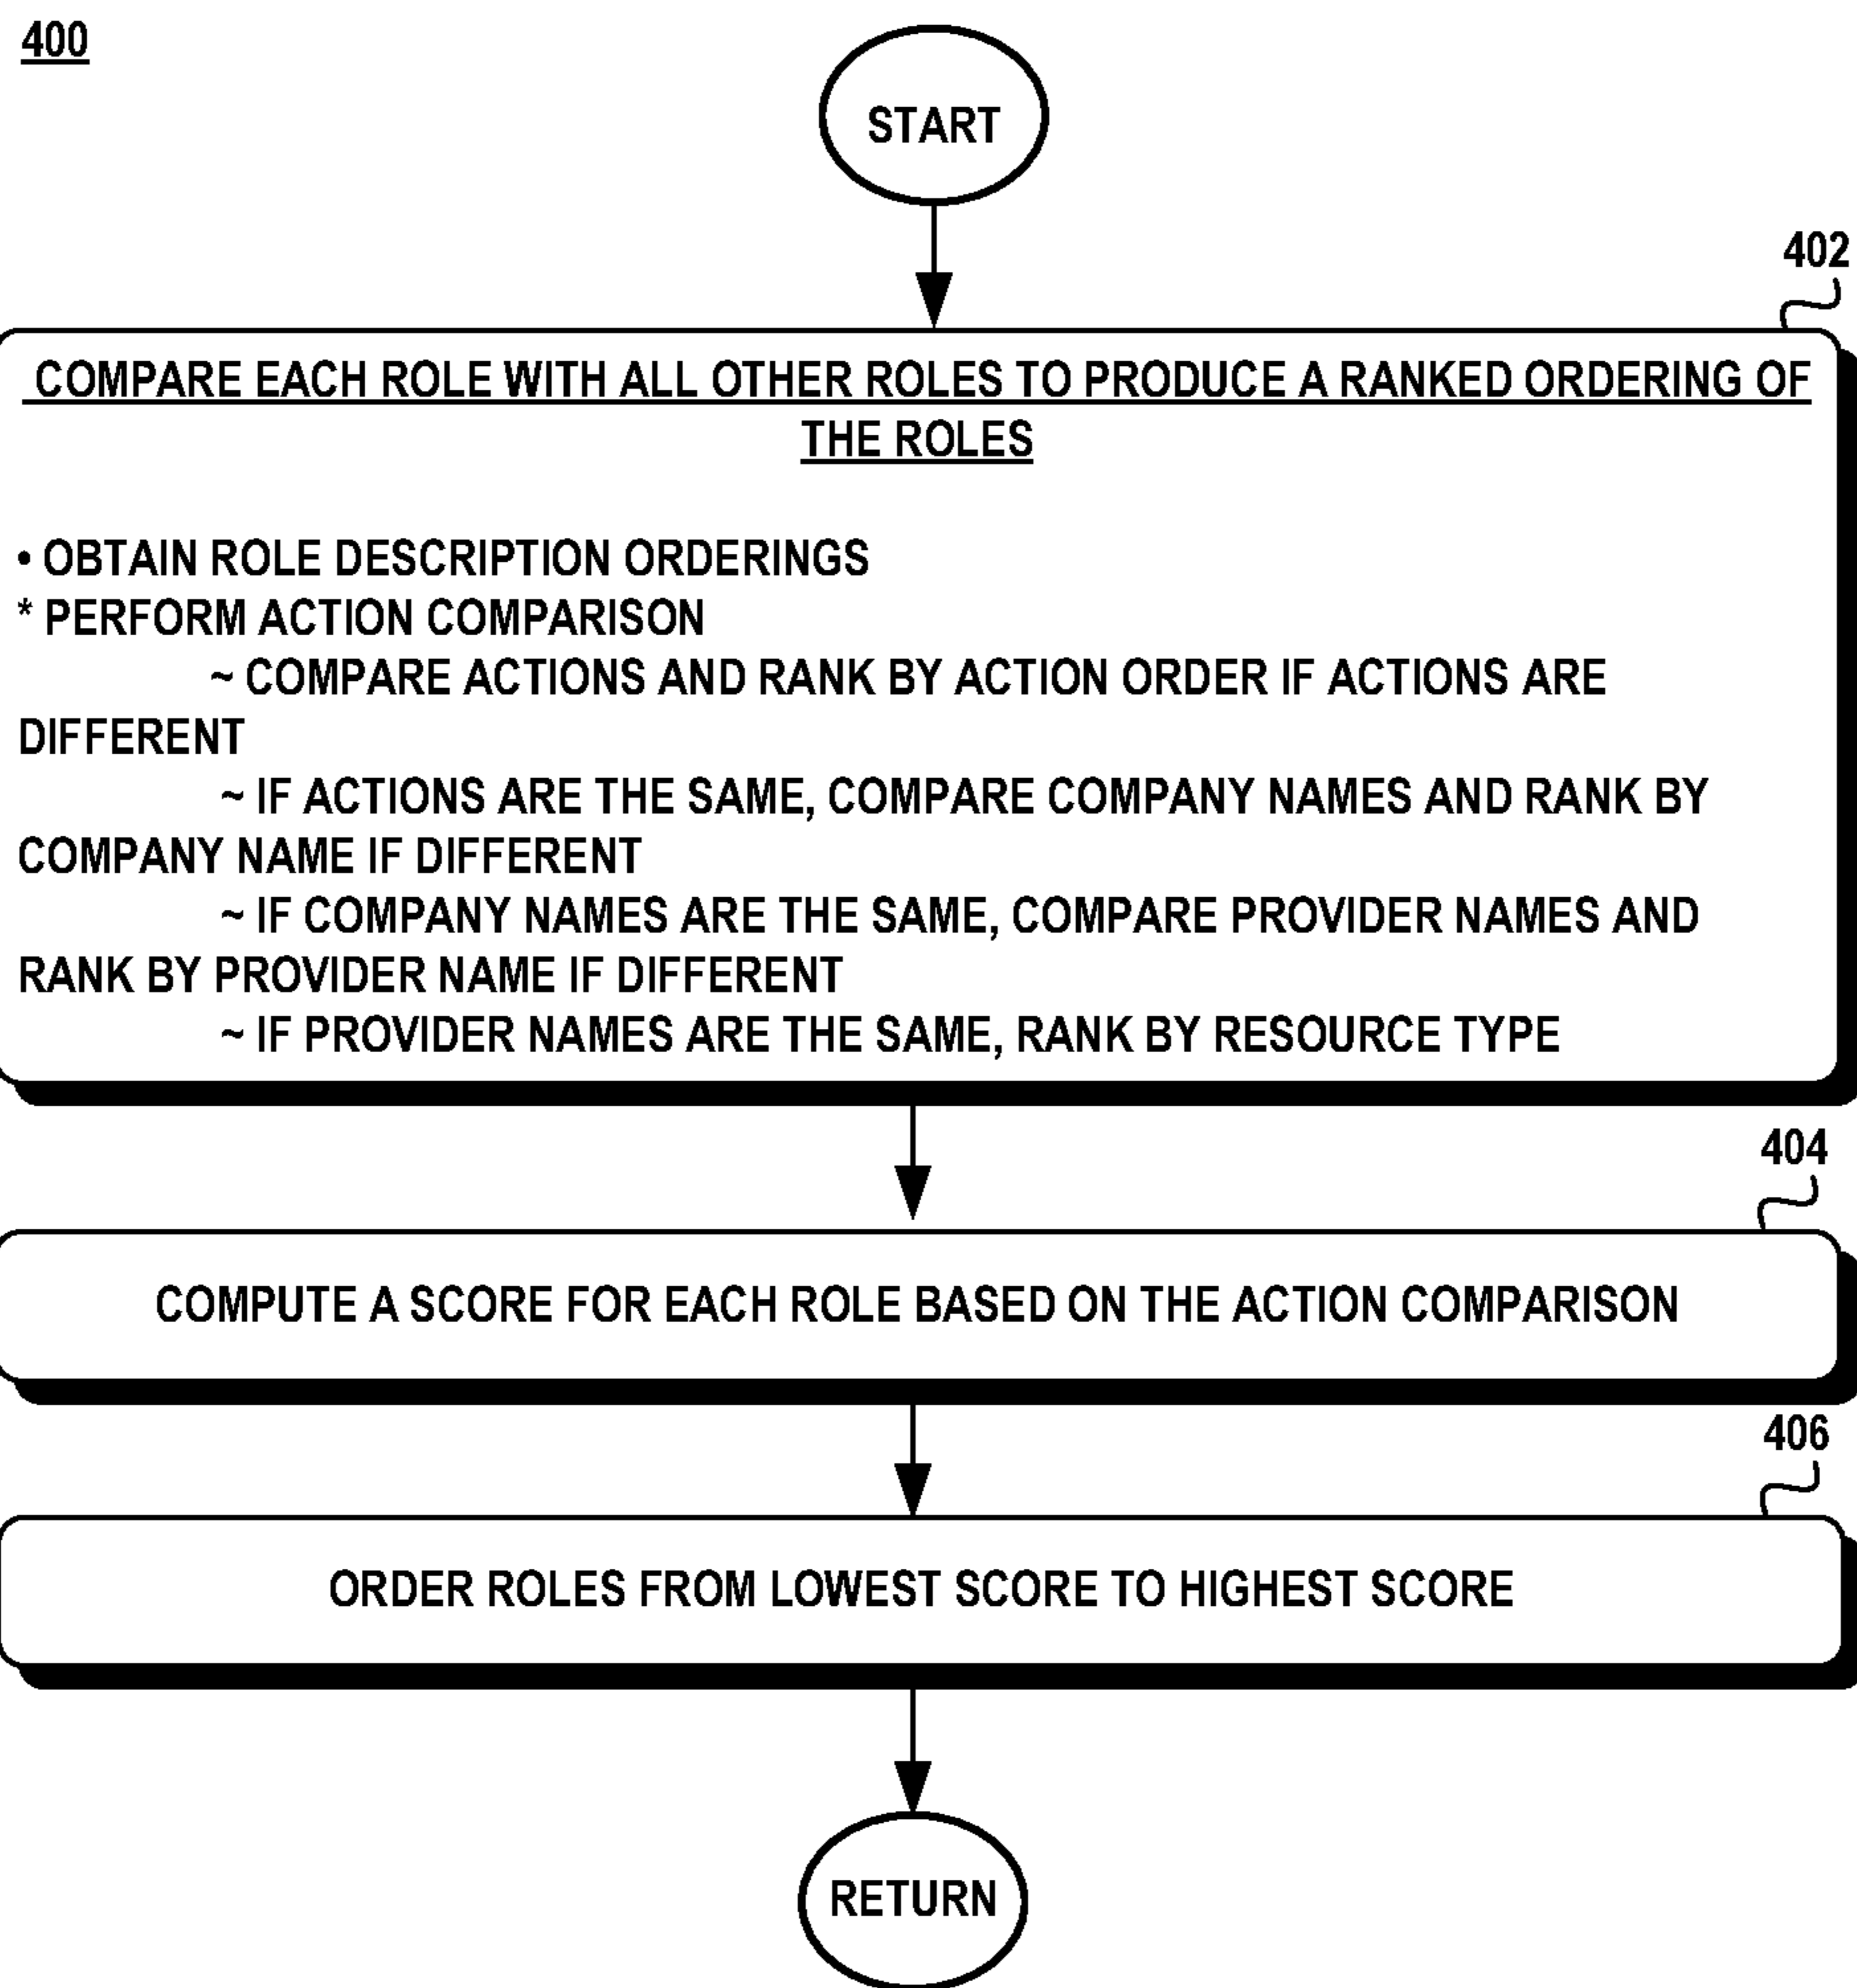 400
START
402
COMPARE EACH ROLE WITH ALL OTHER ROLES TO PRODUCE A RANKED ORDERING OF
THE ROLES
• OBTAIN ROLE DESCRIPTION ORDERINGS
* PERFORM ACTION COMPARISON
~ COMPARE ACTIONS AND RANK BY ACTION ORDER IF ACTIONS ARE
DIFFERENT
~ IF ACTIONS ARE THE SAME, COMPARE COMPANY NAMES AND RANK BY
COMPANY NAME IF DIFFERENT
~ IF COMPANY NAMES ARE THE SAME, COMPARE PROVIDER NAMES AND
RANK BY PROVIDER NAME IF DIFFERENT
~ IF PROVIDER NAMES ARE THE SAME, RANK BY RESOURCE TYPE
404
COMPUTE A SCORE FOR EACH ROLE BASED ON THE ACTION COMPARISON
406
ORDER ROLES FROM LOWEST SCORE TO HIGHEST SCORE
RETURN